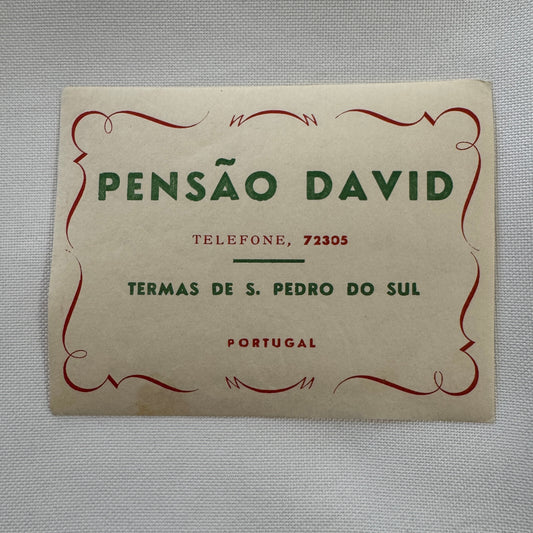 PENSÃO DAVID
TELEFONE, 72305
TERMAS DE S. PEDRO DO SUL
PORTUGAL